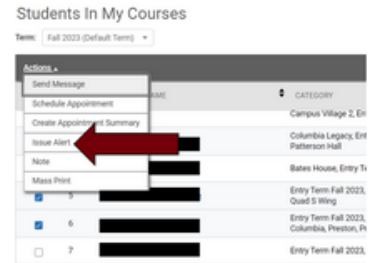 Students In My Courses
Term: Fall 2023 (Default Term)
Actions
Send Message
Schedule Appointment
AME
CATEGORY
Create Appointment Summary
Campus Village 2, En
Issue Alert
Columbia Legacy, Ent
Patterson Hall
Note
Bates House, Entry Te
Mass Print
5
Entry Term Fall 2023,
Quad S Wing
6
Entry Term Fall 2023,
Columbia, Preston, Pr
7
Entry Term Fall 2023,